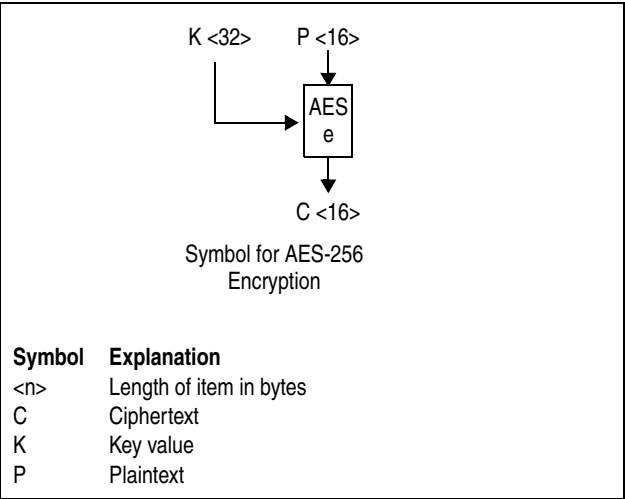 K <32> P <16>
AES
e
C <16>
Symbol for AES-256
Encryption
Symbol Explanation
<n> Length of item in bytes
C Ciphertext
K Key value
P Plaintext